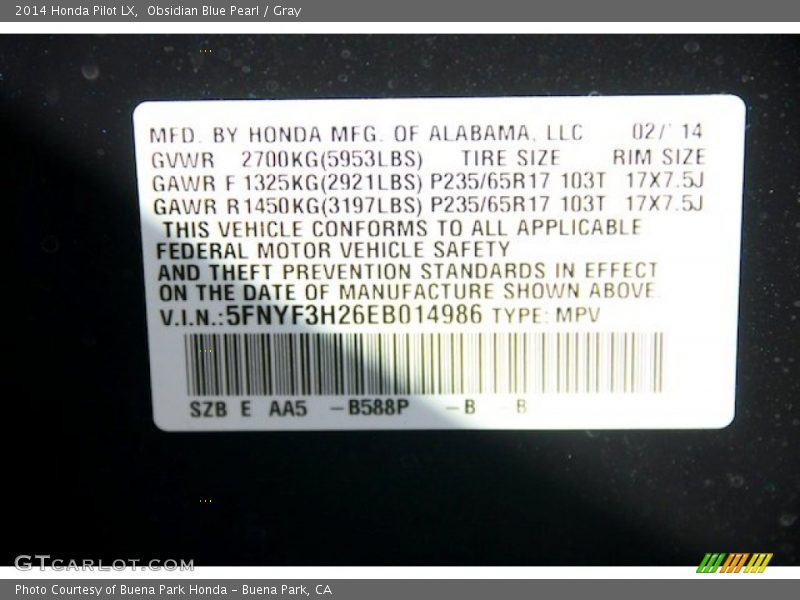 2014 Honda Pilot LX,  Obsidian Blue Pearl / Gray
MFD. BY HONDA MFG. OF ALABAMA, LLC 02/ 14
GVWR 2700KG(5953LBS) TIRE SIZE RIM SIZE
GAWR F 1325KG(2921LBS) P235/65R17 103T 17X7.5J
GAWR R1450KG(3197LBS) P235/65R17 103T 17X7.5J
THIS VEHICLE CONFORMS TO ALL APPLICABLE
FEDERAL MOTOR VEHICLE SAFETY
AND THEFT PREVENTION STANDARDS IN EFFECT
ON THE DATE OF MANUFACTURE SHOWN ABOVE.
V.I.N.:5FNYF3H26EB014986 TYPE: MPV
SZB E AA5 –B588P –B B
GTCARLOT.COM
Photo Courtesy of Buena Park Honda – Buena Park, CA